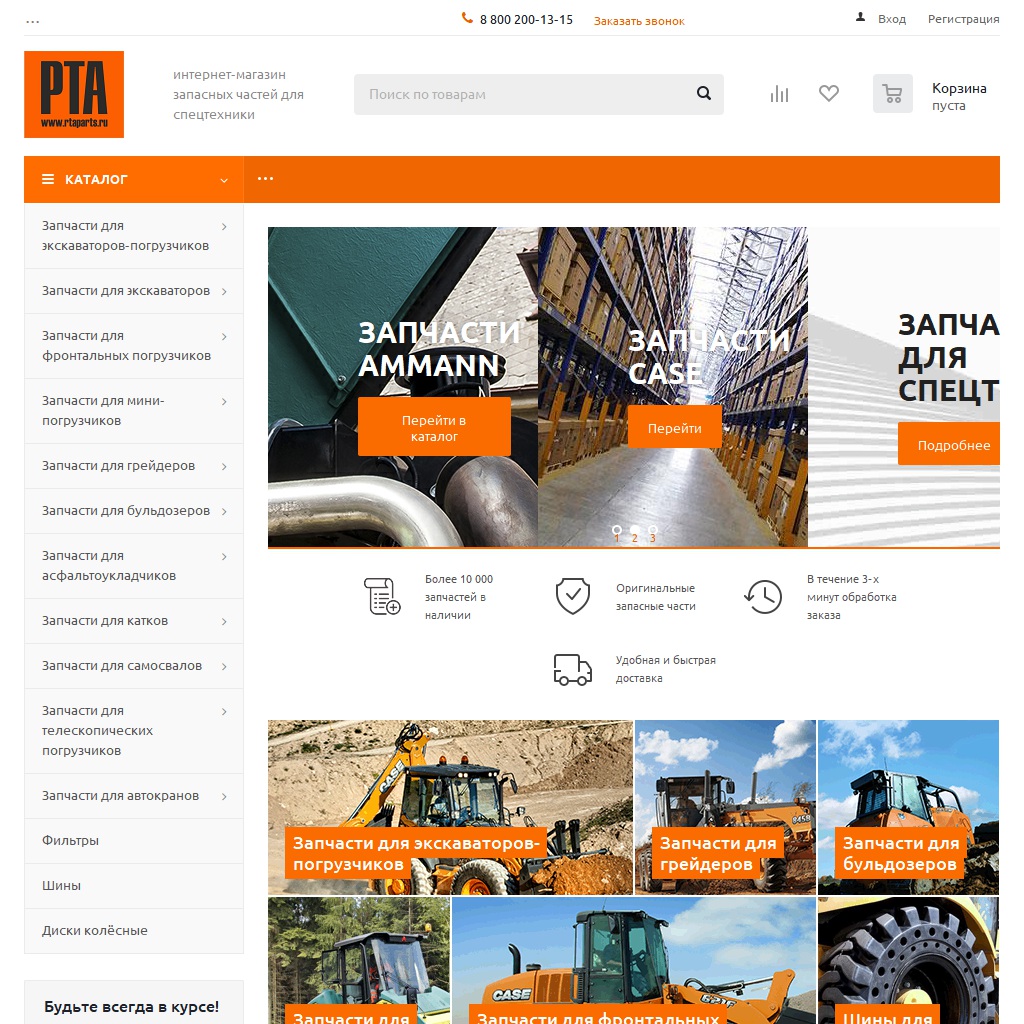 ...
8 800 200-13-15
Заказать звонок
Вход
Регистрация
РТА
www.rtaparts.ru
интернет-магазин
запасных частей для
спецтехники
Поиск по товарам
Корзина
пуста
КАТАЛОГ
...
Запчасти для
экскаваторов-погрузчиков
Запчасти для экскаваторов
Запчасти для
фронтальных погрузчиков
Запчасти для мини-
погрузчиков
Запчасти для грейдеров
Запчасти для бульдозеров
Запчасти для
асфальтоукладчиков
Запчасти для катков
Запчасти для самосвалов
Запчасти для
телескопических
погрузчиков
Запчасти для автокранов
Фильтры
Шины
Диски колёсные
Будьте всегда в курсе!
ЗАПЧАСТИ
AMMANN
Перейти в
каталог
ЗАПЧАСТИ
CASE
Перейти
ЗАПЧА
ДЛЯ
СПЕЦТ
Подробнее
1 2 3
Более 10 000
запчастей в
наличии
Оригинальные
запасные части
В течение 3-х
минут обработка
заказа
Удобная и быстрая
доставка
CASE
Запчасти для экскаваторов-
погрузчиков
845B
Запчасти для
грейдеров
Запчасти для
бульдозеров
Запчасти для
CASE
Запчасти для фронтальных
Шины для